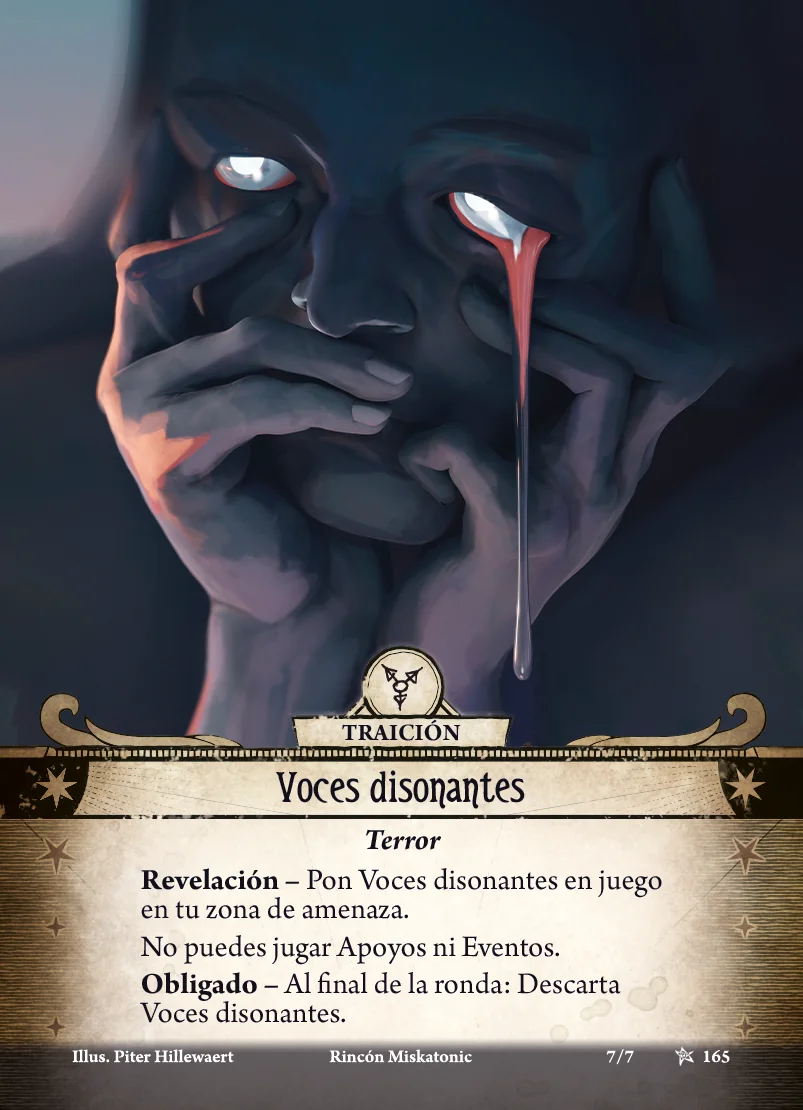 TRAICIÓN
Voces disonantes
Terror
Revelación – Pon Voces disonantes en juego
en tu zona de amenaza.
No puedes jugar Apoyos ni Eventos.
Obligado – Al final de la ronda: Descarta
Voces disonantes.
Illus. Piter Hillewaert Rincón Miskatonic 7/7 165